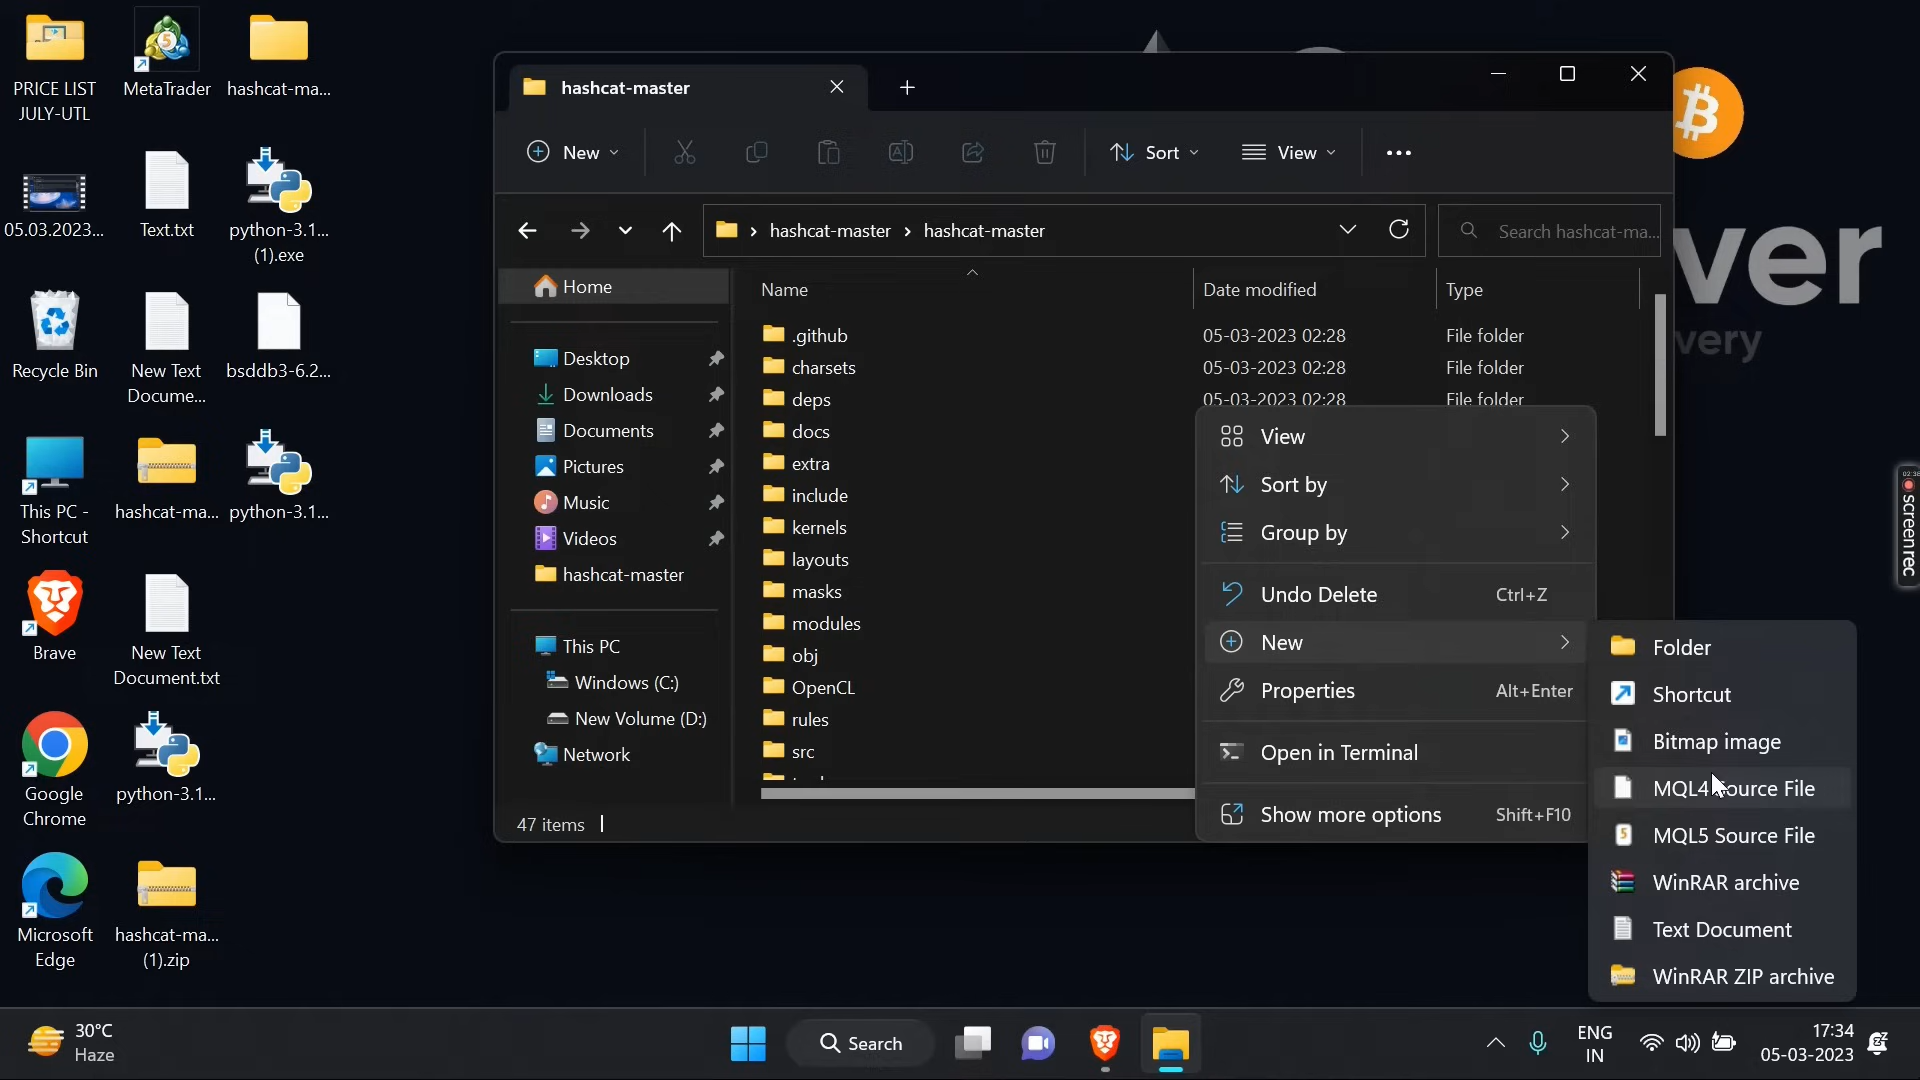 PRICE LIST
JULY-UTL
MetaTrader
hashcat-ma...
05.03.2023...
Text.txt
python-3.1...
(1).exe
Recycle Bin
New Text
Docume...
bsddb3-6.2...
This PC -
Shortcut
hashcat-ma...
python-3.1...
Brave
New Text
Document.txt
Google
Chrome
python-3.1...
Microsoft
Edge
hashcat-ma...
(1).zip
hashcat-master
New
Sort
View
hashcat-master > hashcat-master
Search hashcat-ma...
Home
Desktop
Downloads
Documents
Pictures
Music
Videos
hashcat-master
This PC
Windows (C:)
New Volume (D:)
Network
Name Date modified Type
.github 05-03-2023 02:28 File folder
charsets 05-03-2023 02:28 File folder
deps 05-03-2023 02:28 File folder
docs
extra
include
kernels
layouts
masks
modules
obj
OpenCL
rules
src
47 items
View
Sort by
Group by
Undo Delete Ctrl+Z
New
Properties Alt+Enter
Open in Terminal
Show more options Shift+F10
Folder
Shortcut
Bitmap image
MQL4 Source File
MQL5 Source File
WinRAR archive
Text Document
WinRAR ZIP archive
ver
very
screenrec
30°C
Haze
Search
ENG
IN
17:34
05-03-2023